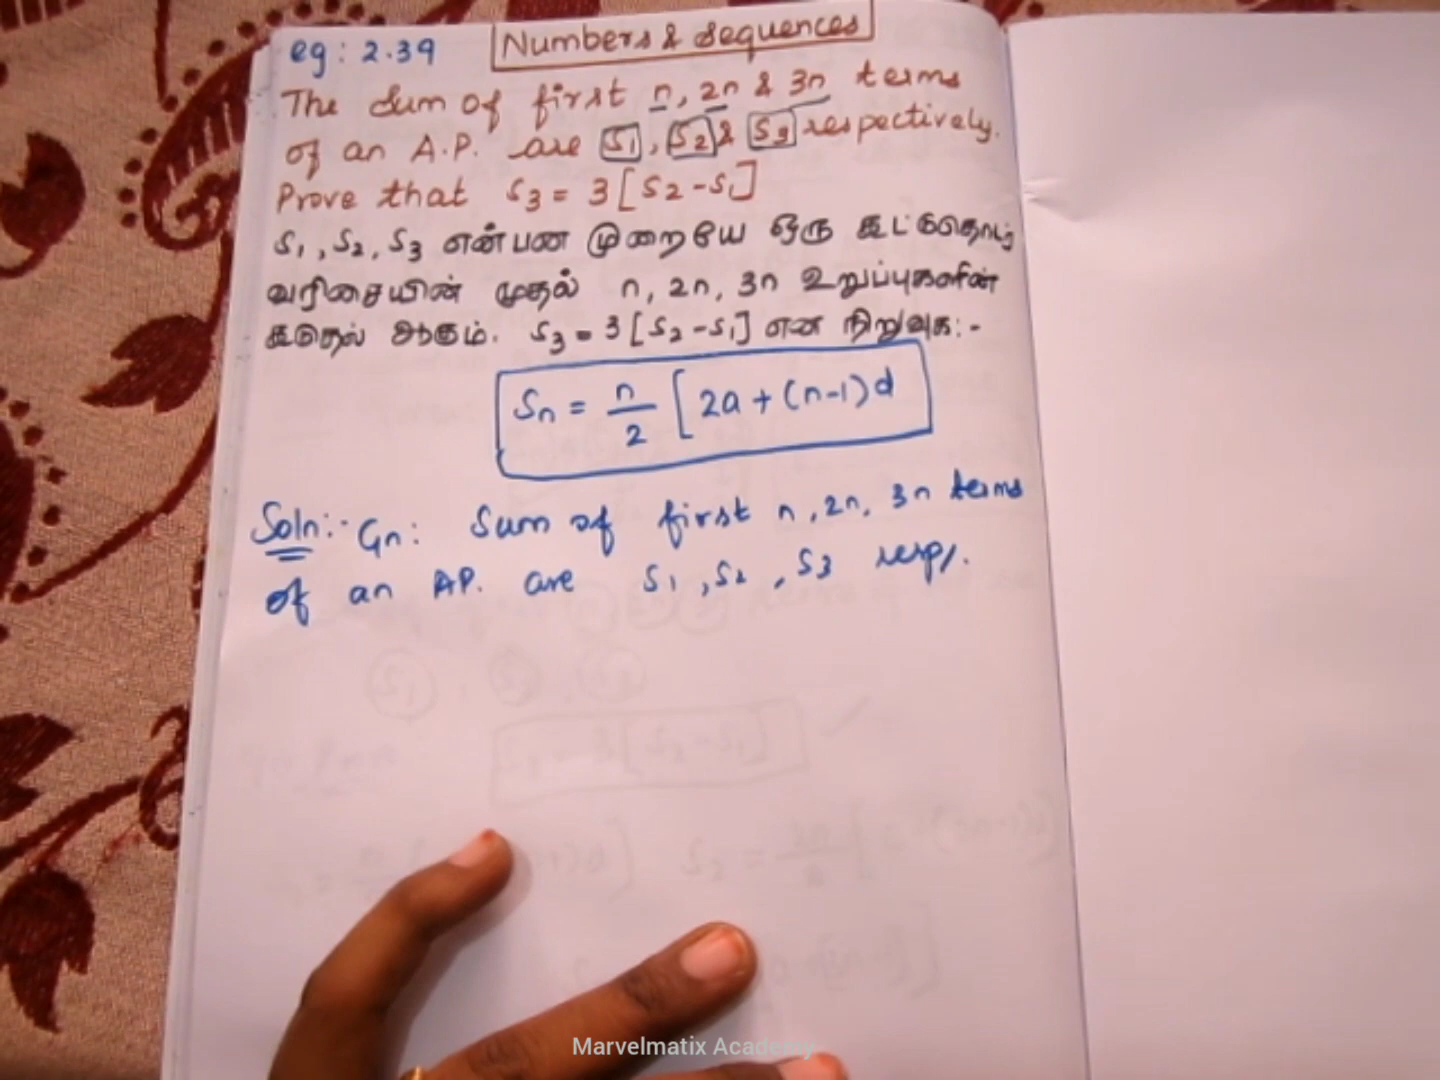 eg: 2.39 Numbers & Sequences
The Sum of first n, 2n & 3n terms
of an A.P. are S1, S2 & S3 respectively.
Prove that S3 = 3[S2-S1]
S1, S2, S3 என்பன முறையே ஒரு கூட்டுத்தொடர்
வரிசையின் முதல் n, 2n, 3n உறுப்புகளின்
கூடுதல் ஆகும். S3 = 3[S2-S1] என நிறுவுக:-
Sn = n/2 [2a + (n-1)d
Soln:- Gn: Sum of first n, 2n, 3n terms
of an AP. are S1, S2, S3 resp/.
Marvelmatix Academy